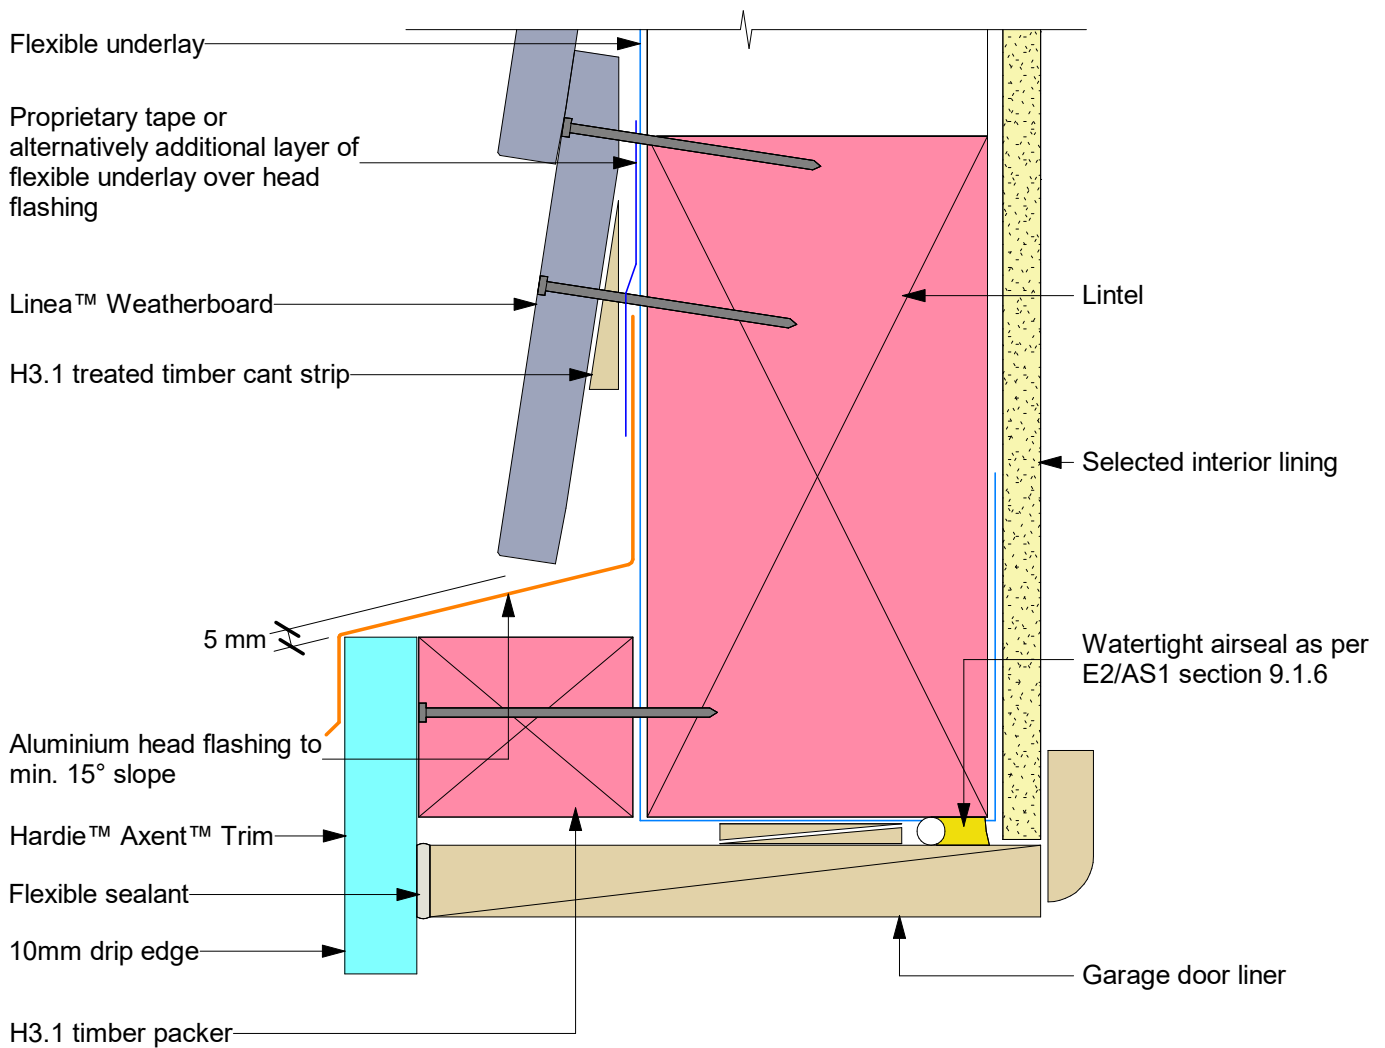 Flexible underlay
Proprietary tape or
alternatively additional layer of
flexible underlay over head
flashing
Linea™ Weatherboard
H3.1 treated timber cant strip
5 mm
Aluminium head flashing to
min. 15° slope
Hardie™ Axent™ Trim
Flexible sealant
10mm drip edge
H3.1 timber packer
Lintel
Selected interior lining
Watertight airseal as per
E2/AS1 section 9.1.6
Garage door liner